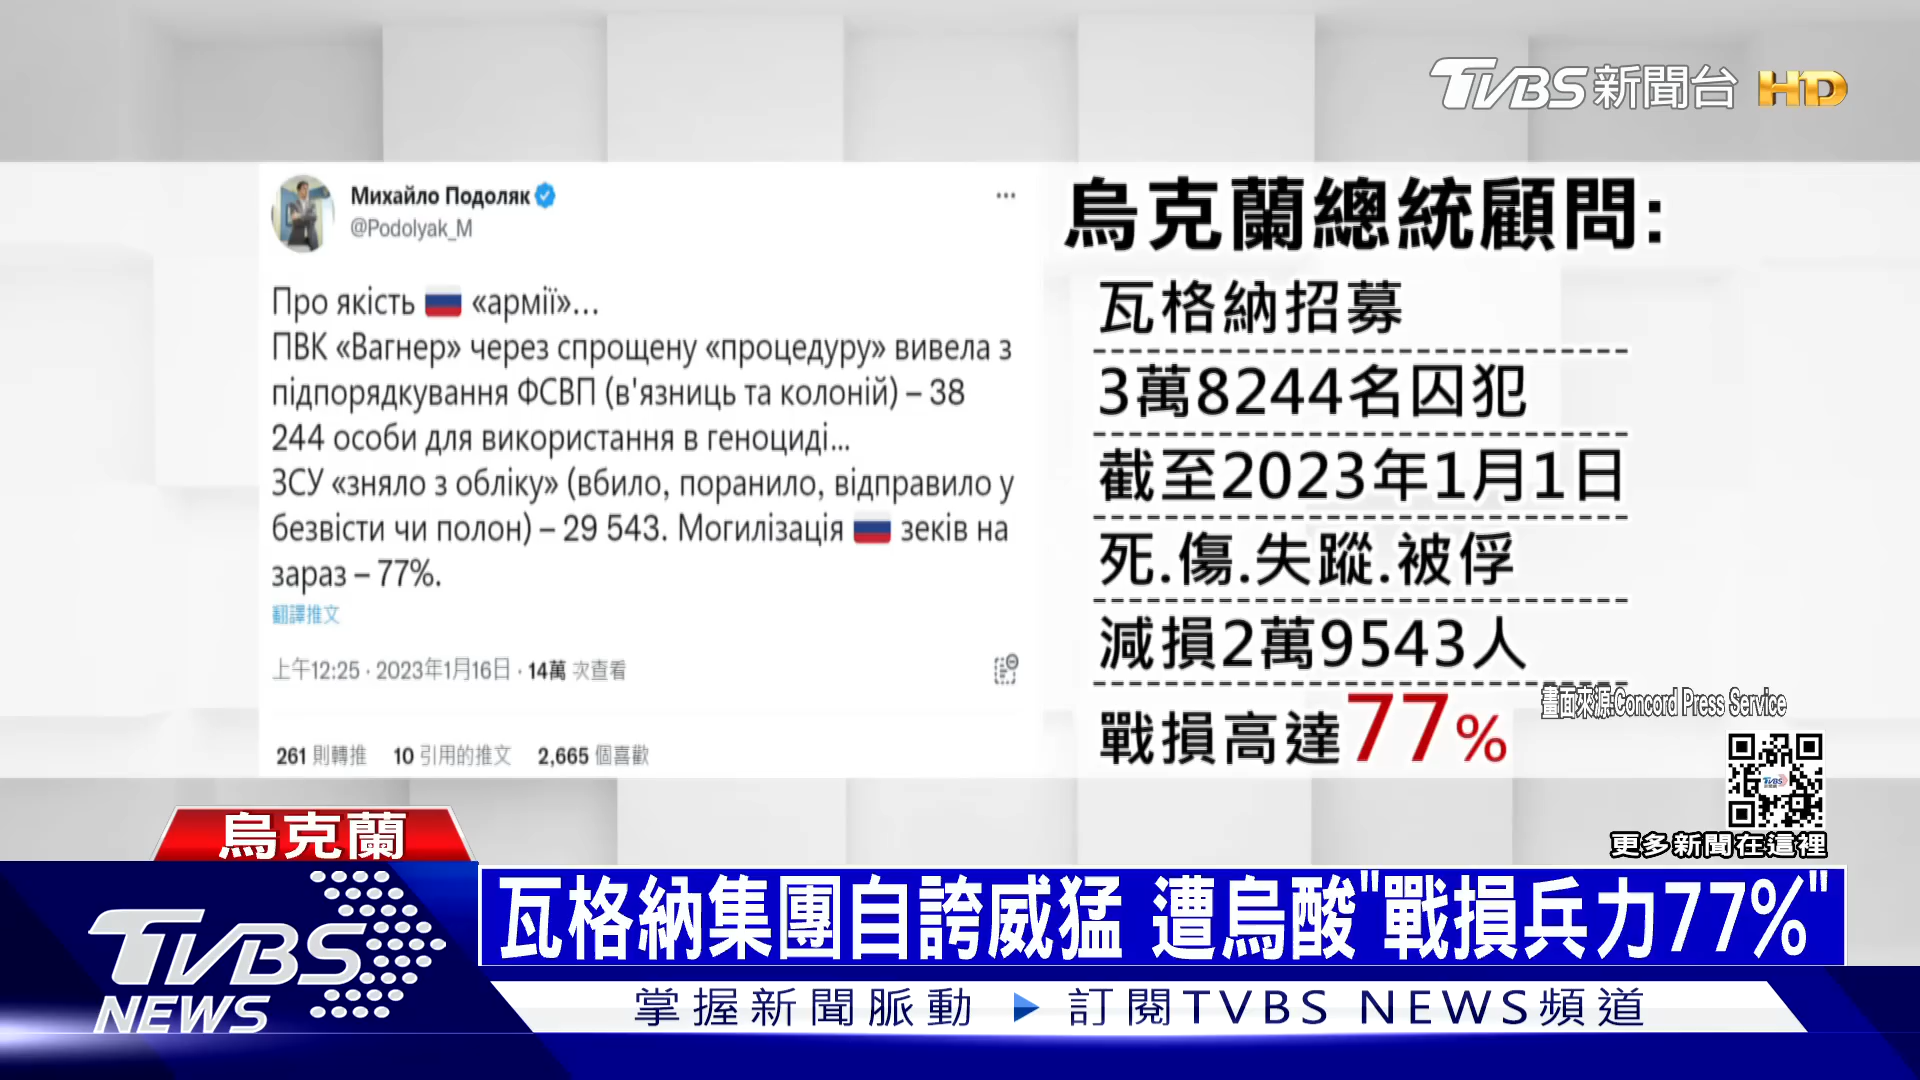 TVBS新聞台 HD
Михайло Подоляк
@Podolyak_M
Про якість 🇷🇺 «армії»...
ПВК «Вагнер» через спрощену «процедуру» вивела з
підпорядкування ФСВП (в'язниць та колоній) – 38
244 особи для використання в геноциді...
ЗСУ «зняло з обліку» (вбило, поранило, відправило у
безвісти чи полон) – 29 543. Могилізація 🇷🇺 зеків на
зараз – 77%.
翻譯推文
上午12:25 · 2023年1月16日 · 14萬 次查看
261 則轉推 10 引用的推文 2,665 個喜歡
烏克蘭總統顧問:
瓦格納招募
3萬8244名囚犯
截至2023年1月1日
死.傷.失蹤.被俘
減損2萬9543人
戰損高達77%
畫面來源:Concord Press Service
更多新聞在這裡
烏克蘭
瓦格納集團自誇威猛 遭烏酸"戰損兵力77%"
TVBS
NEWS
掌握新聞脈動 ▶ 訂閱TVBS NEWS頻道